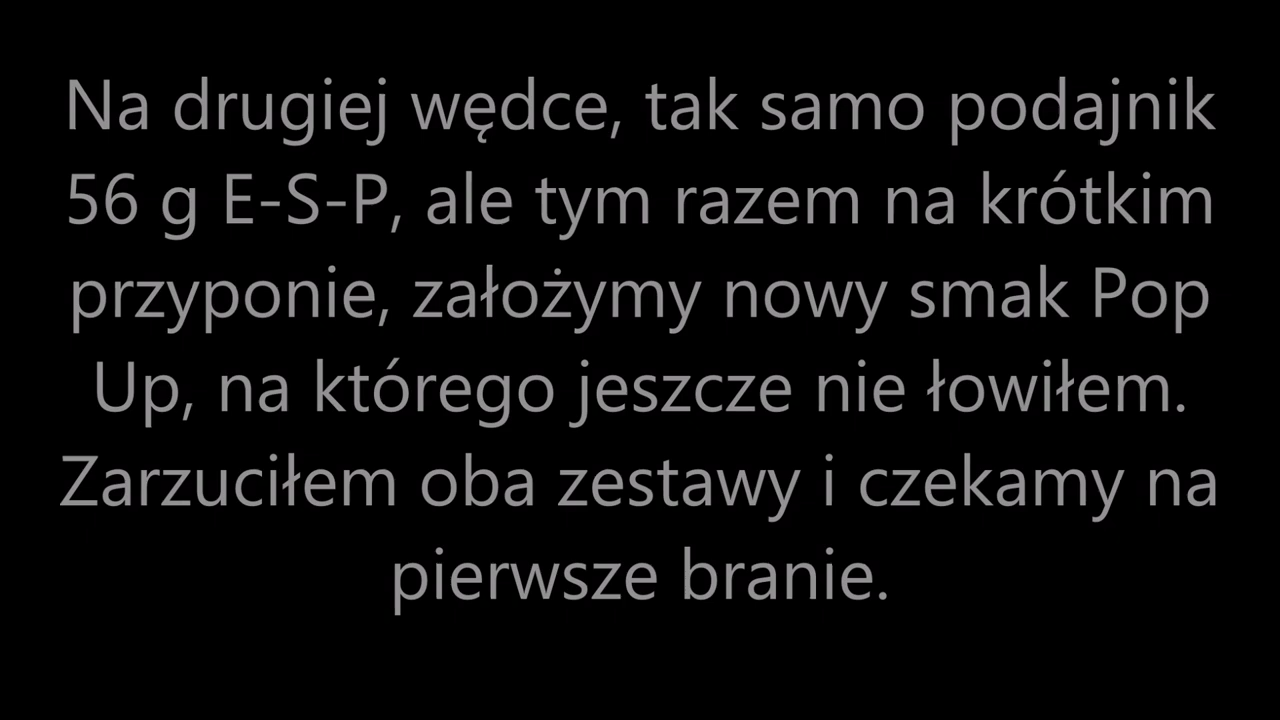 Na drugiej wędce, tak samo podajnik
56 g E-S-P, ale tym razem na krótkim
przyponie, założymy nowy smak Pop
Up, na którego jeszcze nie łowiłem.
Zarzuciłem oba zestawy i czekamy na
pierwsze branie.